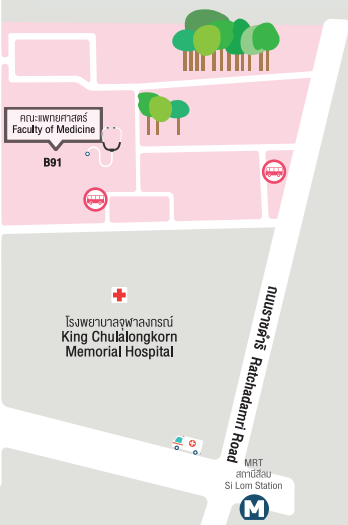 คณะแพทยศาสตร์
Faculty of Medicine
B91
โรงพยาบาลจุฬาลงกรณ์
King Chulalongkorn
Memorial Hospital
ถนนราชดำริ Ratchadamri Road
MRT
สถานีสีลม
Si Lom Station
M